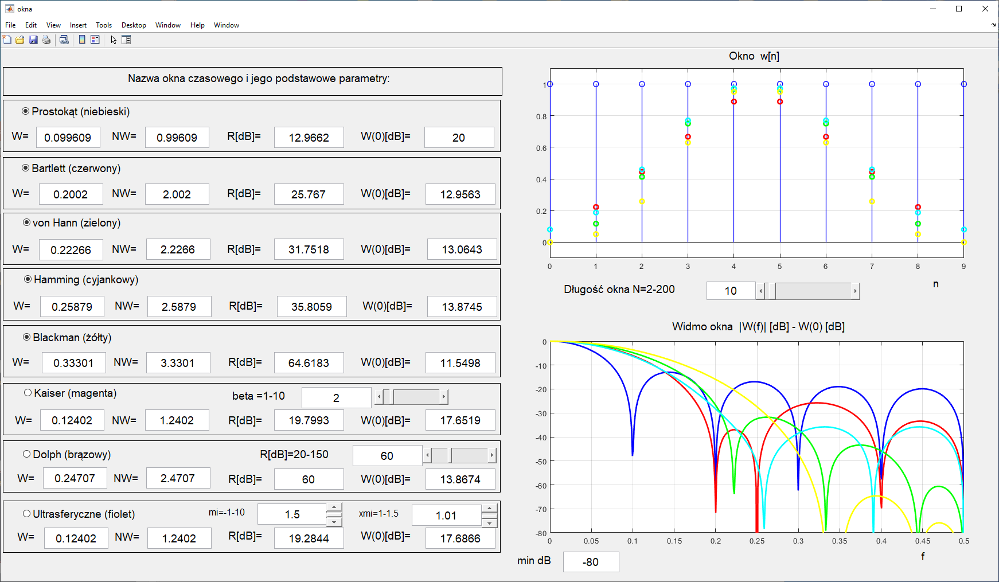 okna
File Edit View Insert Tools Desktop Window Help Window
Nazwa okna czasowego i jego podstawowe parametry:
Prostokąt (niebieski)
W= 0.099609 NW= 0.99609 R[dB]= 12.9662 W(0)[dB]= 20
Bartlett (czerwony)
W= 0.2002 NW= 2.002 R[dB]= 25.767 W(0)[dB]= 12.9563
von Hann (zielony)
W= 0.22266 NW= 2.2266 R[dB]= 31.7518 W(0)[dB]= 13.0643
Hamming (cyjankowy)
W= 0.25879 NW= 2.5879 R[dB]= 35.8059 W(0)[dB]= 13.8745
Blackman (żółty)
W= 0.33301 NW= 3.3301 R[dB]= 64.6183 W(0)[dB]= 11.5498
Kaiser (magenta) beta =1-10 2
W= 0.12402 NW= 1.2402 R[dB]= 19.7993 W(0)[dB]= 17.6519
Dolph (brązowy) R[dB]=20-150 60
W= 0.24707 NW= 2.4707 R[dB]= 60 W(0)[dB]= 13.8674
Ultrasferyczne (fiolet) mi=-1-10 1.5 xmi=1-1.5 1.01
W= 0.12402 NW= 1.2402 R[dB]= 19.2844 W(0)[dB]= 17.6866
Okno w[n]
1
0.8
0.6
0.4
0.2
0
0 1 2 3 4 5 6 7 8 9
n
Długość okna N=2-200 10
Widmo okna |W(f)| [dB] - W(0) [dB]
0
-10
-20
-30
-40
-50
-60
-70
-80
0 0.05 0.1 0.15 0.2 0.25 0.3 0.35 0.4 0.45 0.5
f
min dB -80